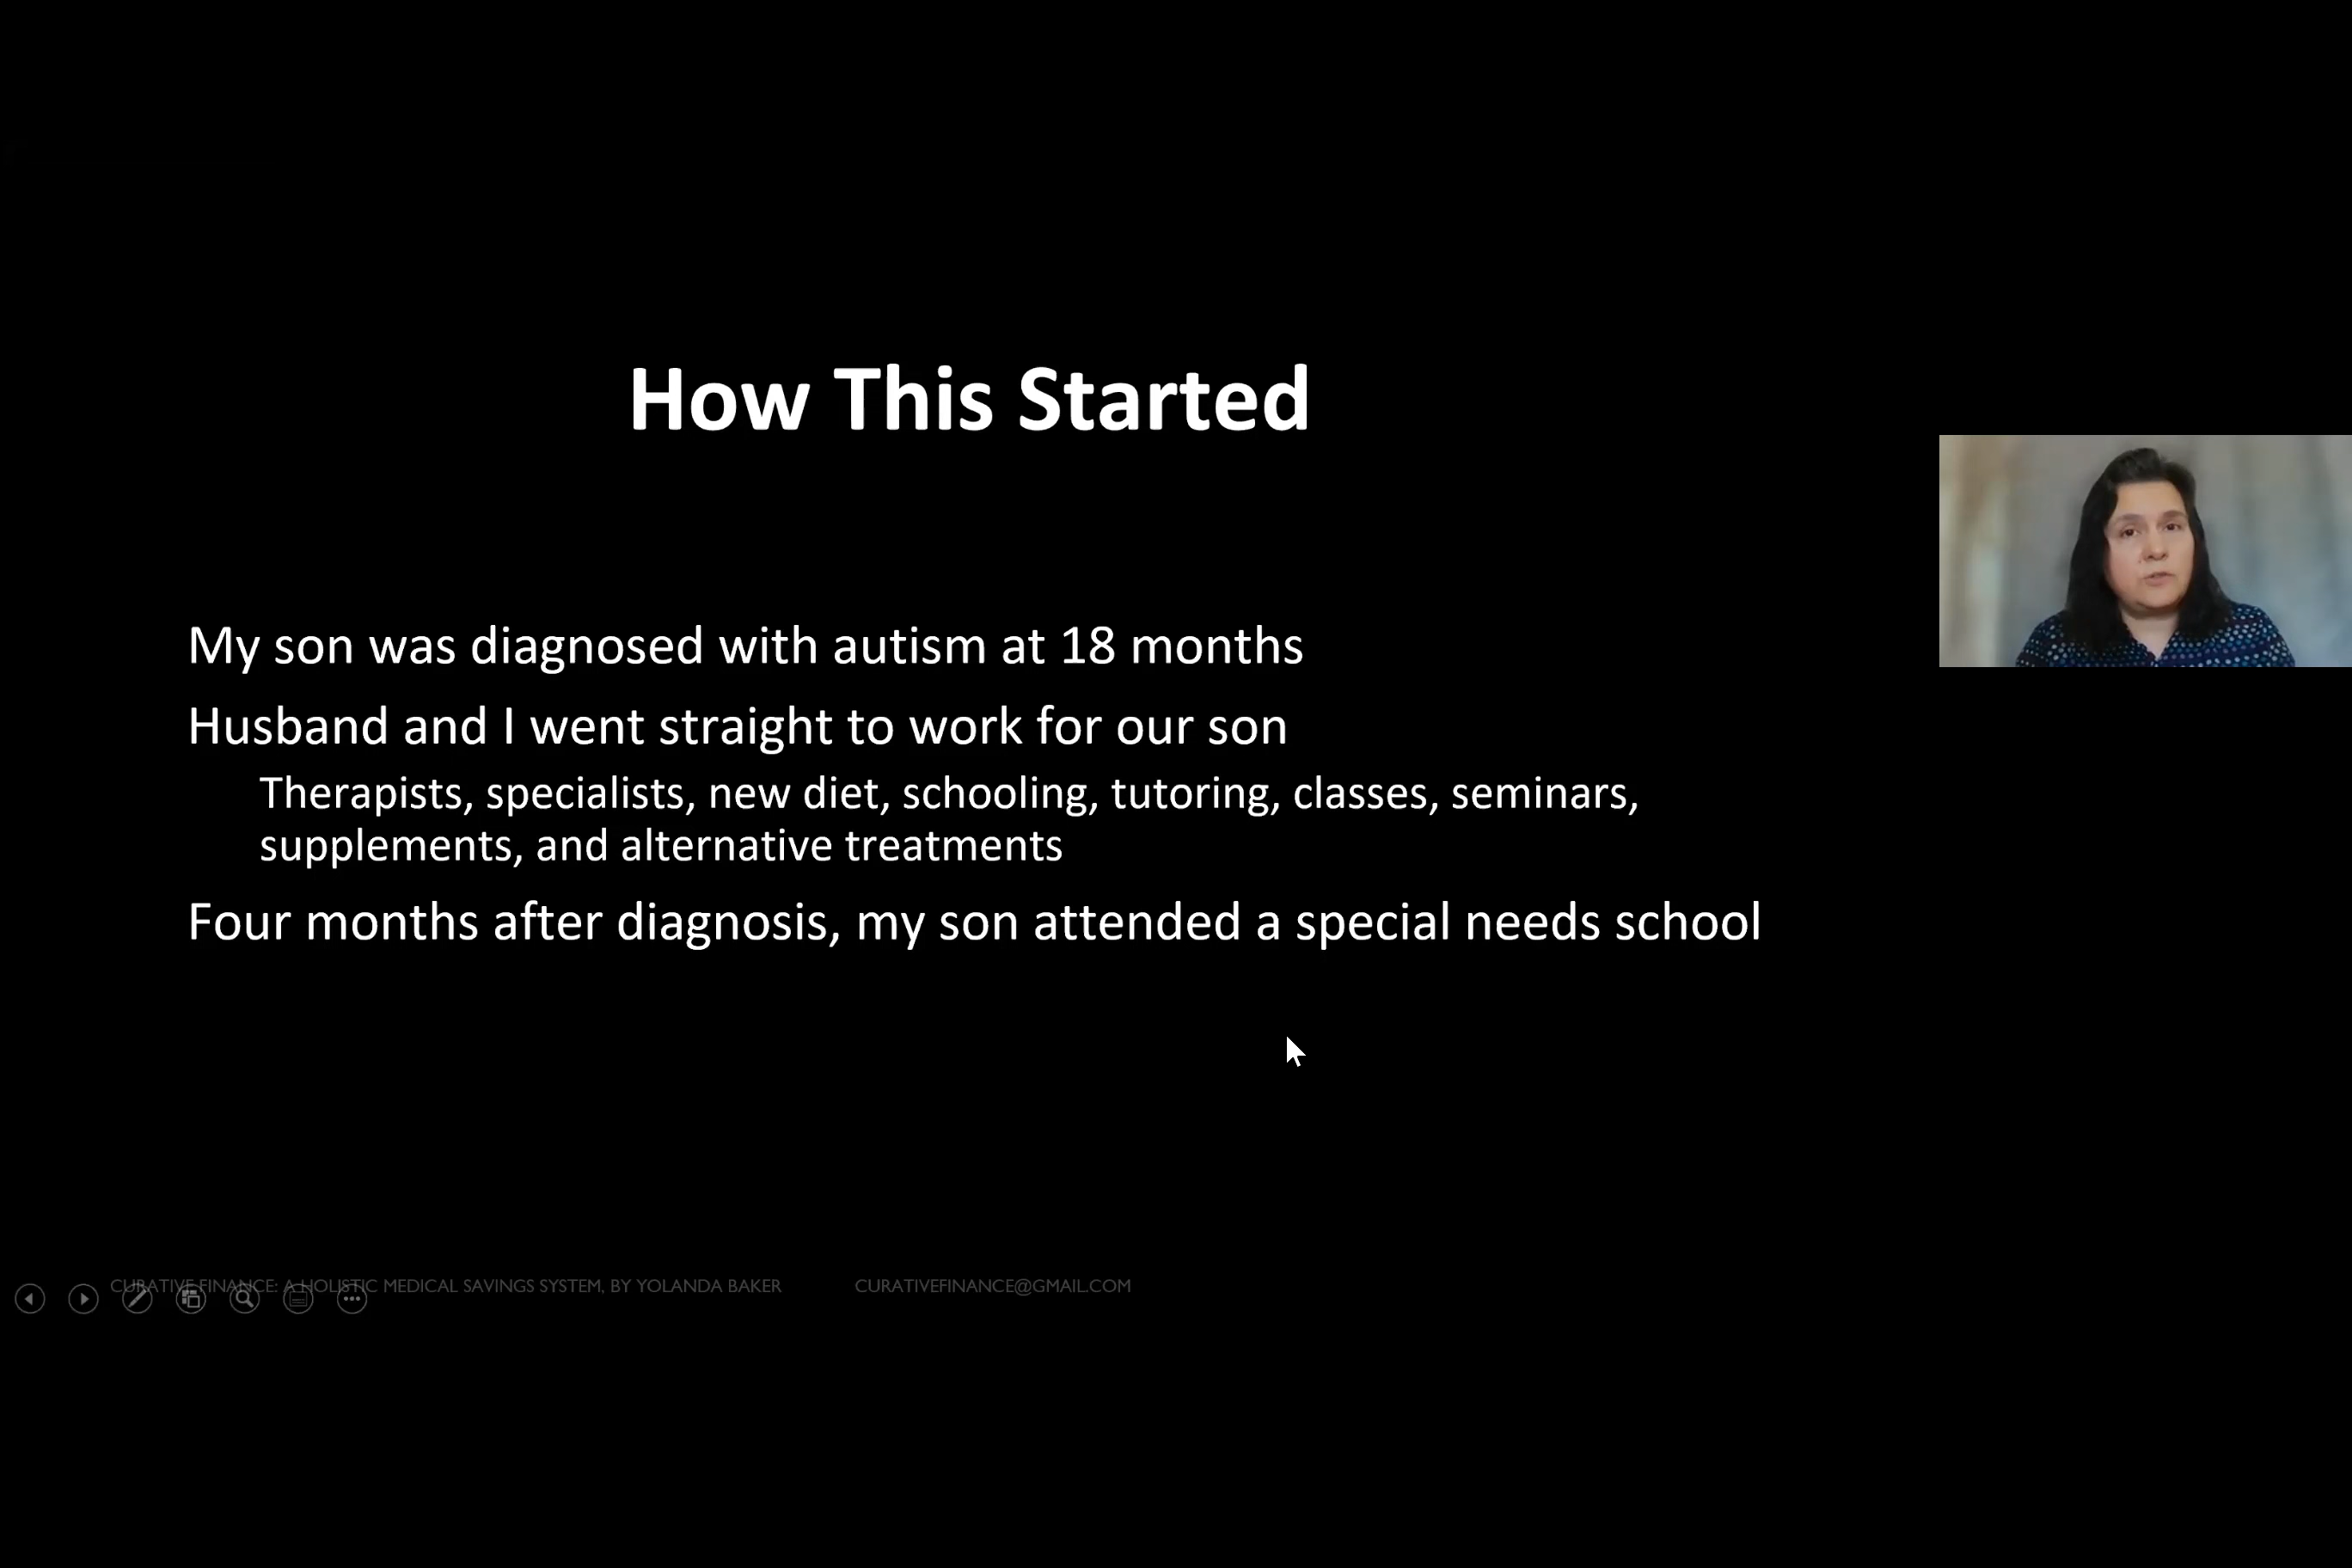 How This Started
My son was diagnosed with autism at 18 months
Husband and I went straight to work for our son
Therapists, specialists, new diet, schooling, tutoring, classes, seminars,
supplements, and alternative treatments
Four months after diagnosis, my son attended a special needs school
CURATIVE FINANCE: A HOLISTIC MEDICAL SAVINGS SYSTEM, BY YOLANDA BAKER
CURATIVEFINANCE@GMAIL.COM